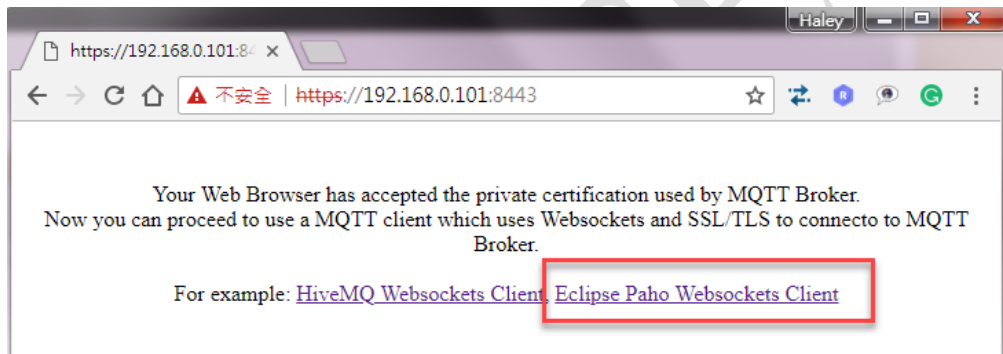 Haley
https://192.168.0.101:84
不安全 | https://192.168.0.101:8443
Your Web Browser has accepted the private certification used by MQTT Broker.
Now you can proceed to use a MQTT client which uses Websockets and SSL/TLS to connecto to MQTT
Broker.
For example: HiveMQ Websockets Client, Eclipse Paho Websockets Client